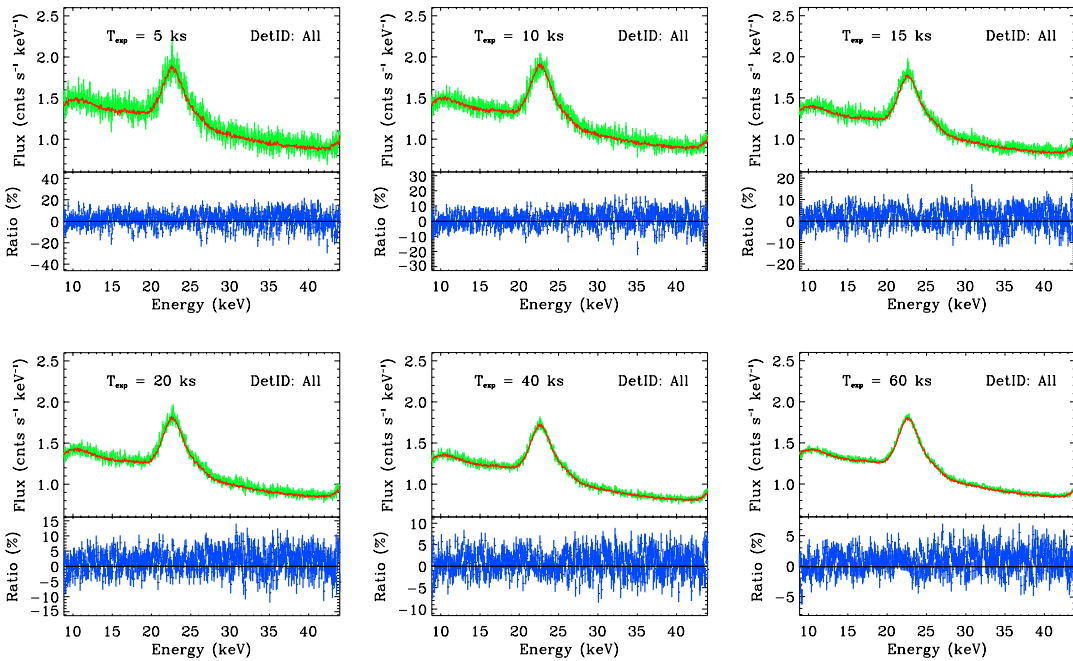 T_exp = 5 ks DetID: All
Flux (cnts s⁻¹ keV⁻¹)
2.5
2.0
1.5
1.0
Ratio (%)
40
20
0
−20
−40
10 15 20 25 30 35 40
Energy (keV)
T_exp = 10 ks DetID: All
Flux (cnts s⁻¹ keV⁻¹)
2.5
2.0
1.5
1.0
Ratio (%)
30
20
10
0
−10
−20
−30
10 15 20 25 30 35 40
Energy (keV)
T_exp = 15 ks DetID: All
Flux (cnts s⁻¹ keV⁻¹)
2.5
2.0
1.5
1.0
Ratio (%)
20
10
0
−10
−20
10 15 20 25 30 35 40
Energy (keV)
T_exp = 20 ks DetID: All
Flux (cnts s⁻¹ keV⁻¹)
2.5
2.0
1.5
1.0
Ratio (%)
15
10
5
0
−5
−10
−15
10 15 20 25 30 35 40
Energy (keV)
T_exp = 40 ks DetID: All
Flux (cnts s⁻¹ keV⁻¹)
2.5
2.0
1.5
1.0
Ratio (%)
10
5
0
−5
−10
10 15 20 25 30 35 40
Energy (keV)
T_exp = 60 ks DetID: All
Flux (cnts s⁻¹ keV⁻¹)
2.5
2.0
1.5
1.0
Ratio (%)
5
0
−5
10 15 20 25 30 35 40
Energy (keV)